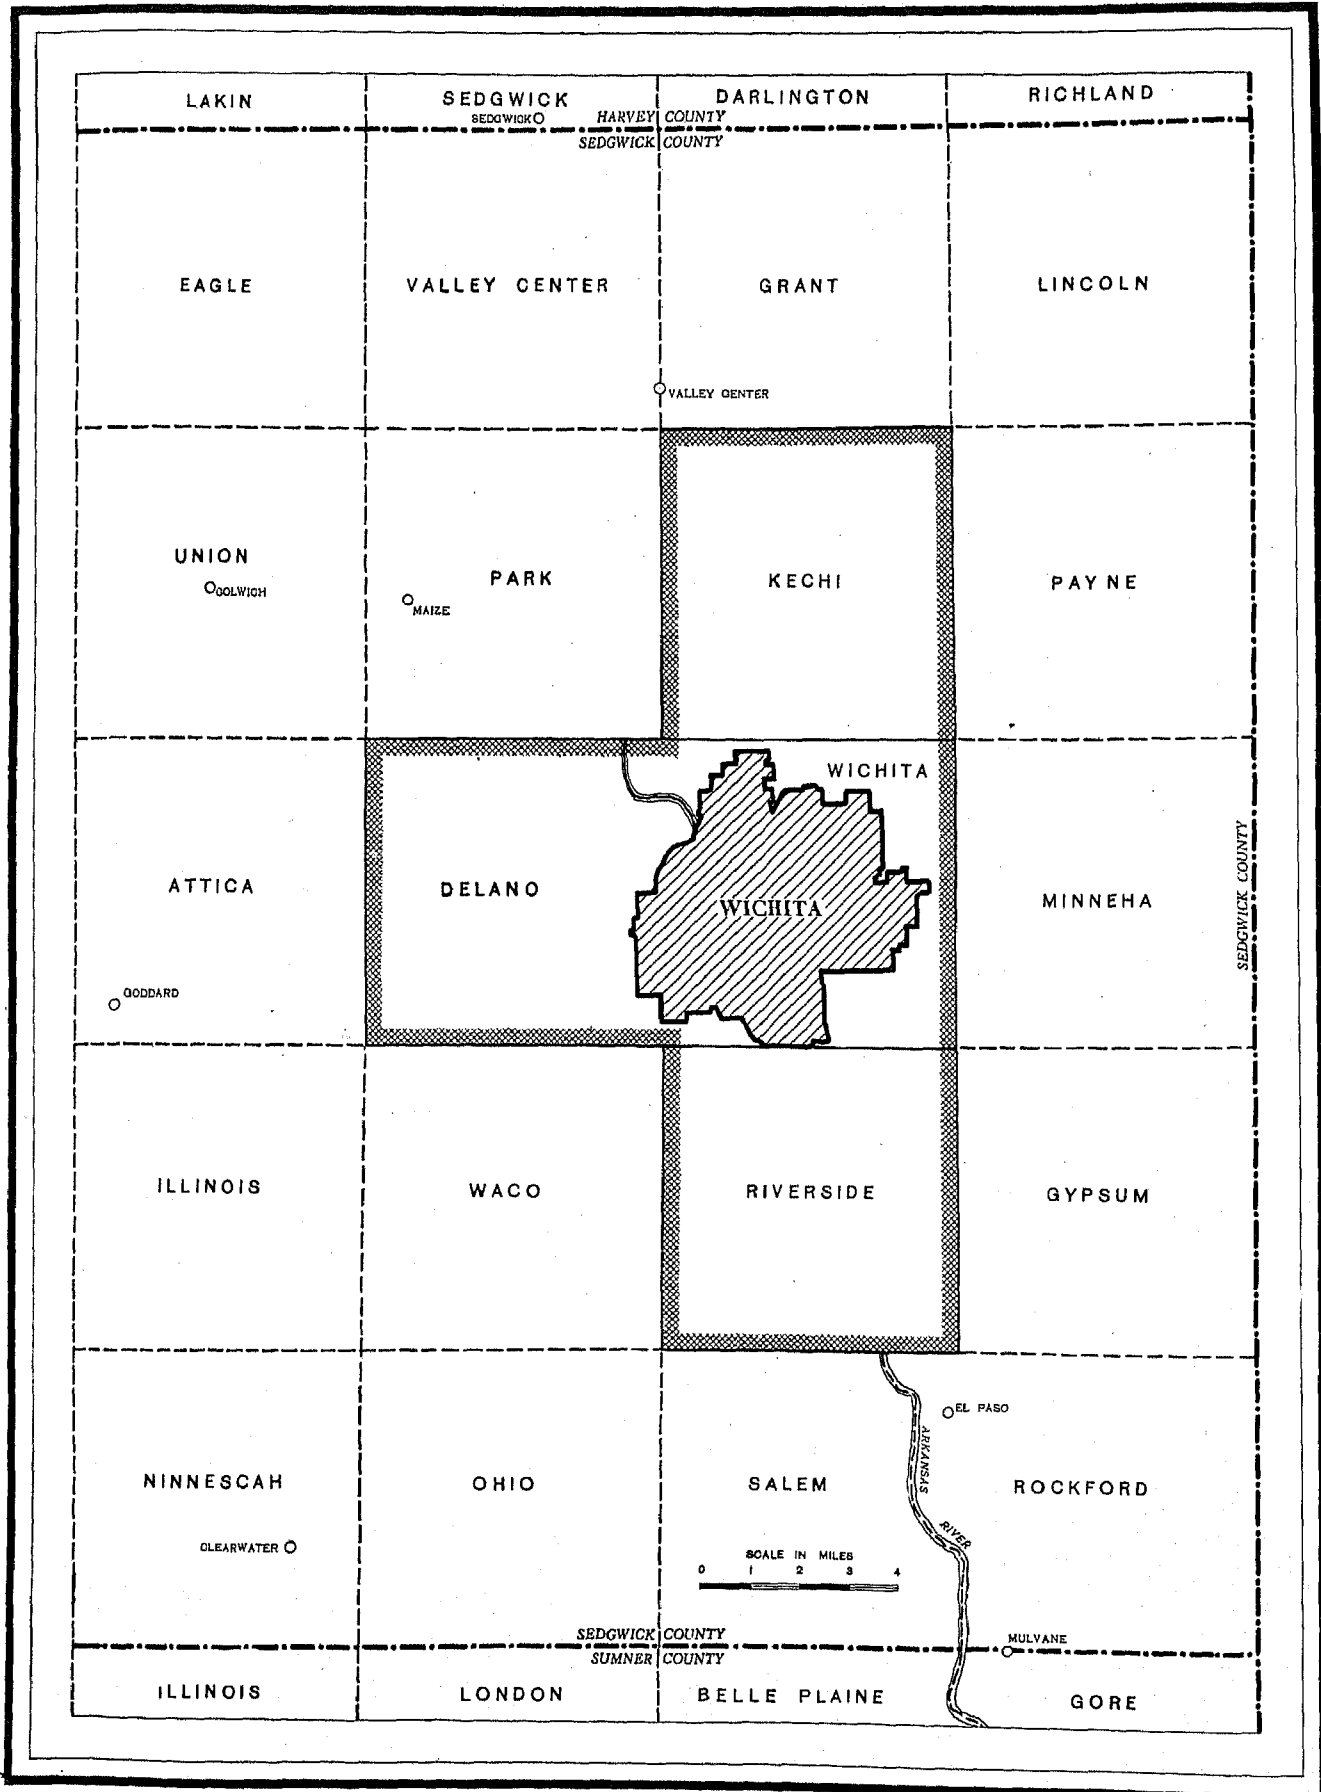 LAKIN
SEDGWICK
DARLINGTON
RICHLAND
SEDGWICK
HARVEY COUNTY
SEDGWICK COUNTY
EAGLE
VALLEY CENTER
GRANT
LINCOLN
VALLEY CENTER
UNION
COLWICH
PARK
MAIZE
KECHI
PAYNE
WICHITA
ATTICA
DELANO
WICHITA
MINNEHA
SEDGWICK COUNTY
GODDARD
ILLINOIS
WACO
RIVERSIDE
GYPSUM
EL PASO
ARKANSAS
RIVER
NINNESCAH
OHIO
SALEM
ROCKFORD
CLEARWATER
SCALE IN MILES
0 1 2 3 4
SEDGWICK COUNTY
SUMNER COUNTY
MULVANE
ILLINOIS
LONDON
BELLE PLAINE
GORE